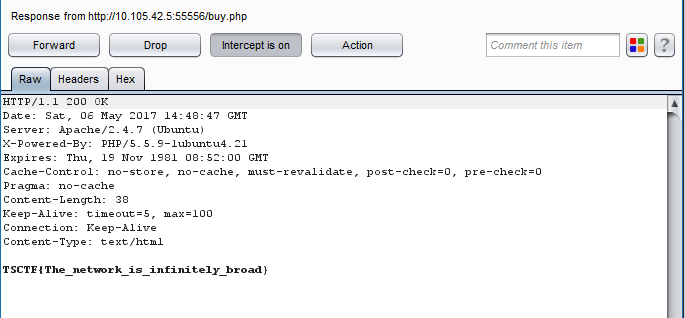 Response from http://10.105.42.5:55556/buy.php
Forward Drop Intercept is on Action Comment this item ?
Raw Headers Hex
HTTP/1.1 200 OK
Date: Sat, 06 May 2017 14:48:47 GMT
Server: Apache/2.4.7 (Ubuntu)
X-Powered-By: PHP/5.5.9-1ubuntu4.21
Expires: Thu, 19 Nov 1981 08:52:00 GMT
Cache-Control: no-store, no-cache, must-revalidate, post-check=0, pre-check=0
Pragma: no-cache
Content-Length: 38
Keep-Alive: timeout=5, max=100
Connection: Keep-Alive
Content-Type: text/html
TSCTF{The_network_is_infinitely_broad}